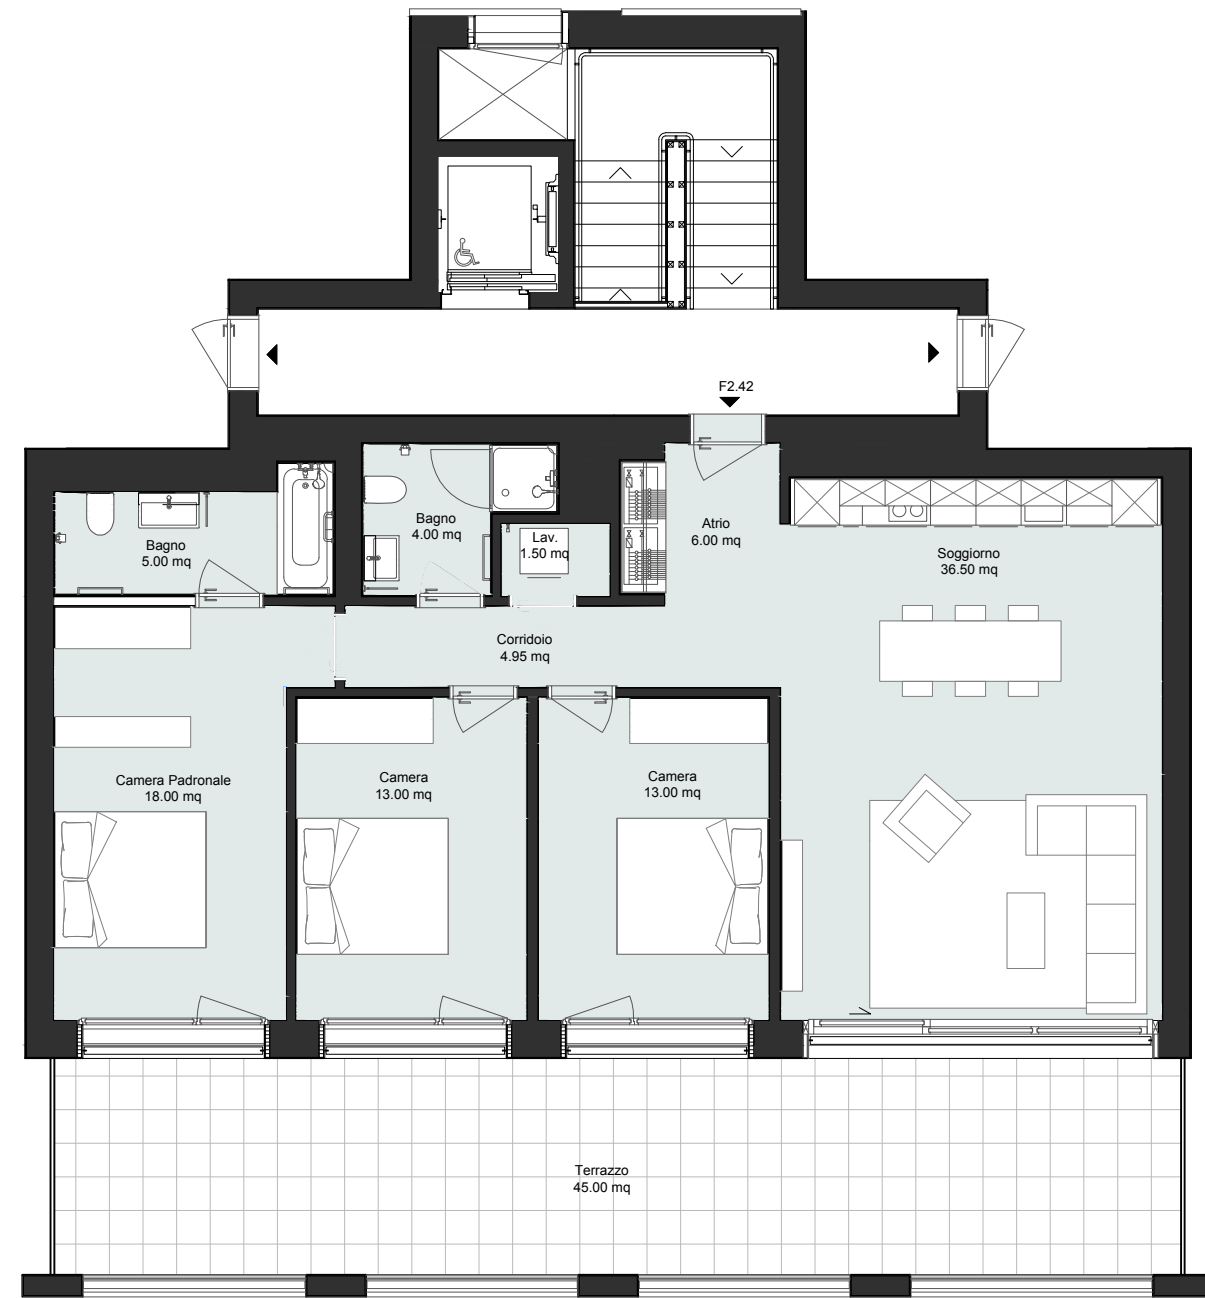 F2.42
Bagno
4.00 mq
Atrio
6.00 mq
Lav.
1.50 mq
Bagno
5.00 mq
Soggiorno
36.50 mq
Corridoio
4.95 mq
Camera Padronale
18.00 mq
Camera
13.00 mq
Camera
13.00 mq
Terrazzo
45.00 mq